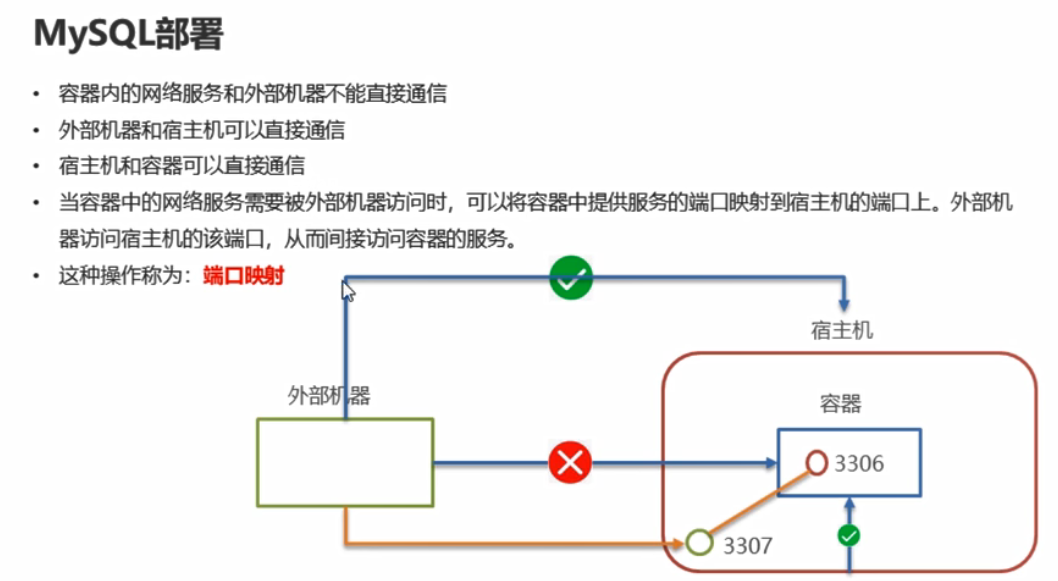 MySQL部署
• 容器内的网络服务和外部机器不能直接通信
• 外部机器和宿主机可以直接通信
• 宿主机和容器可以直接通信
• 当容器中的网络服务需要被外部机器访问时，可以将容器中提供服务的端口映射到宿主机的端口上。外部机
器访问宿主机的该端口，从而间接访问容器的服务。
• 这种操作称为：端口映射
宿主机
外部机器
容器
3306
3307